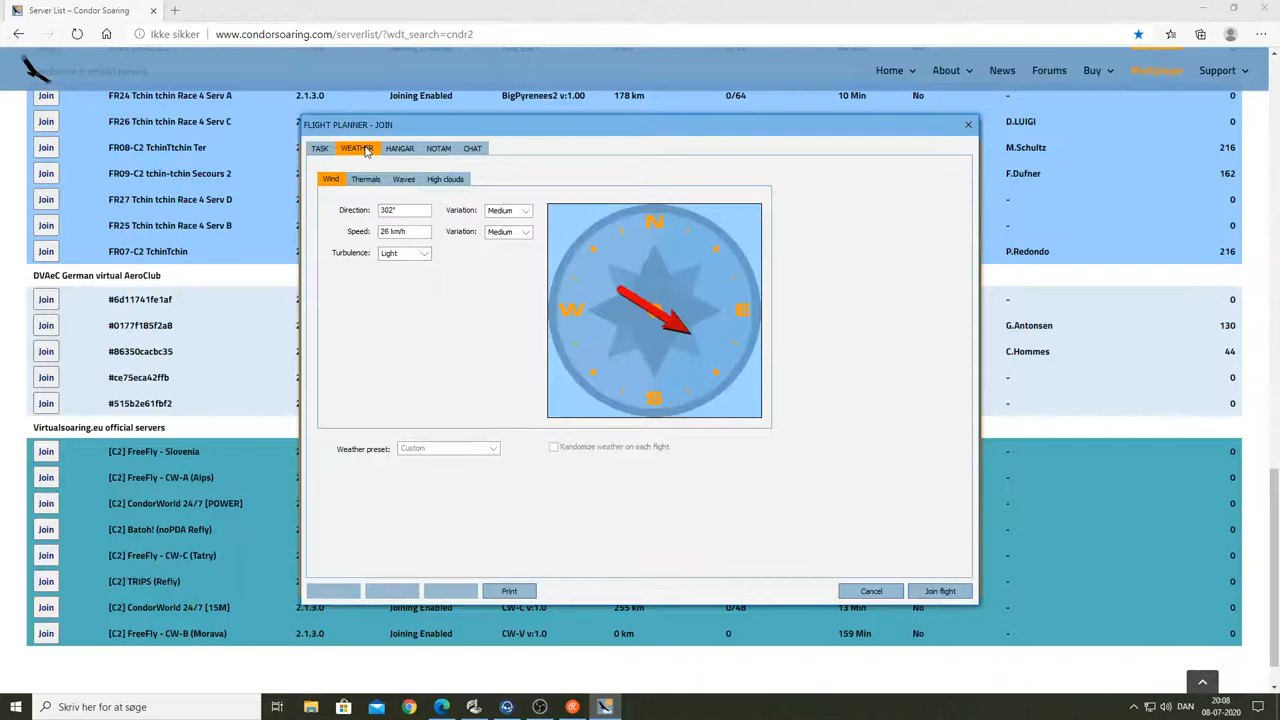 Server List – Condor Soaring
Ikke sikker www.condorsoaring.com/serverlist/?wdt_search=cndr2
Home About News Forums Buy Multiplayer Support
Join FR24 Tchin tchin Race 4 Serv A 2.1.3.0 Joining Enabled BigPyrenees2 v:1.00 178 km 0/64 10 Min No - 0
Join FR26 Tchin tchin Race 4 Serv C D.LUIGI 0
Join FR08-C2 TchinTtchin Ter M.Schultz 216
Join FR09-C2 tchin-tchin Secours 2 F.Dufner 162
Join FR27 Tchin tchin Race 4 Serv D - 0
Join FR25 Tchin tchin Race 4 Serv B - 0
Join FR07-C2 TchinTchin P.Redondo 216
DVAeC German virtual AeroClub
Join #6d11741fe1af - 0
Join #0177f185f2a8 G.Antonsen 130
Join #86350cacbc35 C.Hommes 44
Join #ce75eca42ffb - 0
Join #515b2e61fbf2 - 0
Virtualsoaring.eu official servers
Join [C2] FreeFly - Slovenia - 0
Join [C2] FreeFly - CW-A (Alps) - 0
Join [C2] CondorWorld 24/7 [POWER] - 0
Join [C2] Batoh! (noPDA Refly) - 0
Join [C2] FreeFly - CW-C (Tatry) - 0
Join [C2] TRIPS (Refly) - 0
Join [C2] CondorWorld 24/7 [15M] 2.1.3.0 Joining Enabled CW-C v:1.0 255 km 0/48 13 Min No - 0
Join [C2] FreeFly - CW-B (Morava) 2.1.3.0 Joining Enabled CW-V v:1.0 0 km 0 159 Min No - 0
FLIGHT PLANNER - JOIN
TASK WEATHER HANGAR NOTAM CHAT
Wind Thermals Waves High clouds
Direction: 302° Variation: Medium
Speed: 26 km/h Variation: Medium
Turbulence: Light
N
W E
S
Weather preset: Custom Randomize weather on each flight
Print Cancel Join flight
Skriv her for at søge
DAN
20:08
08-07-2020